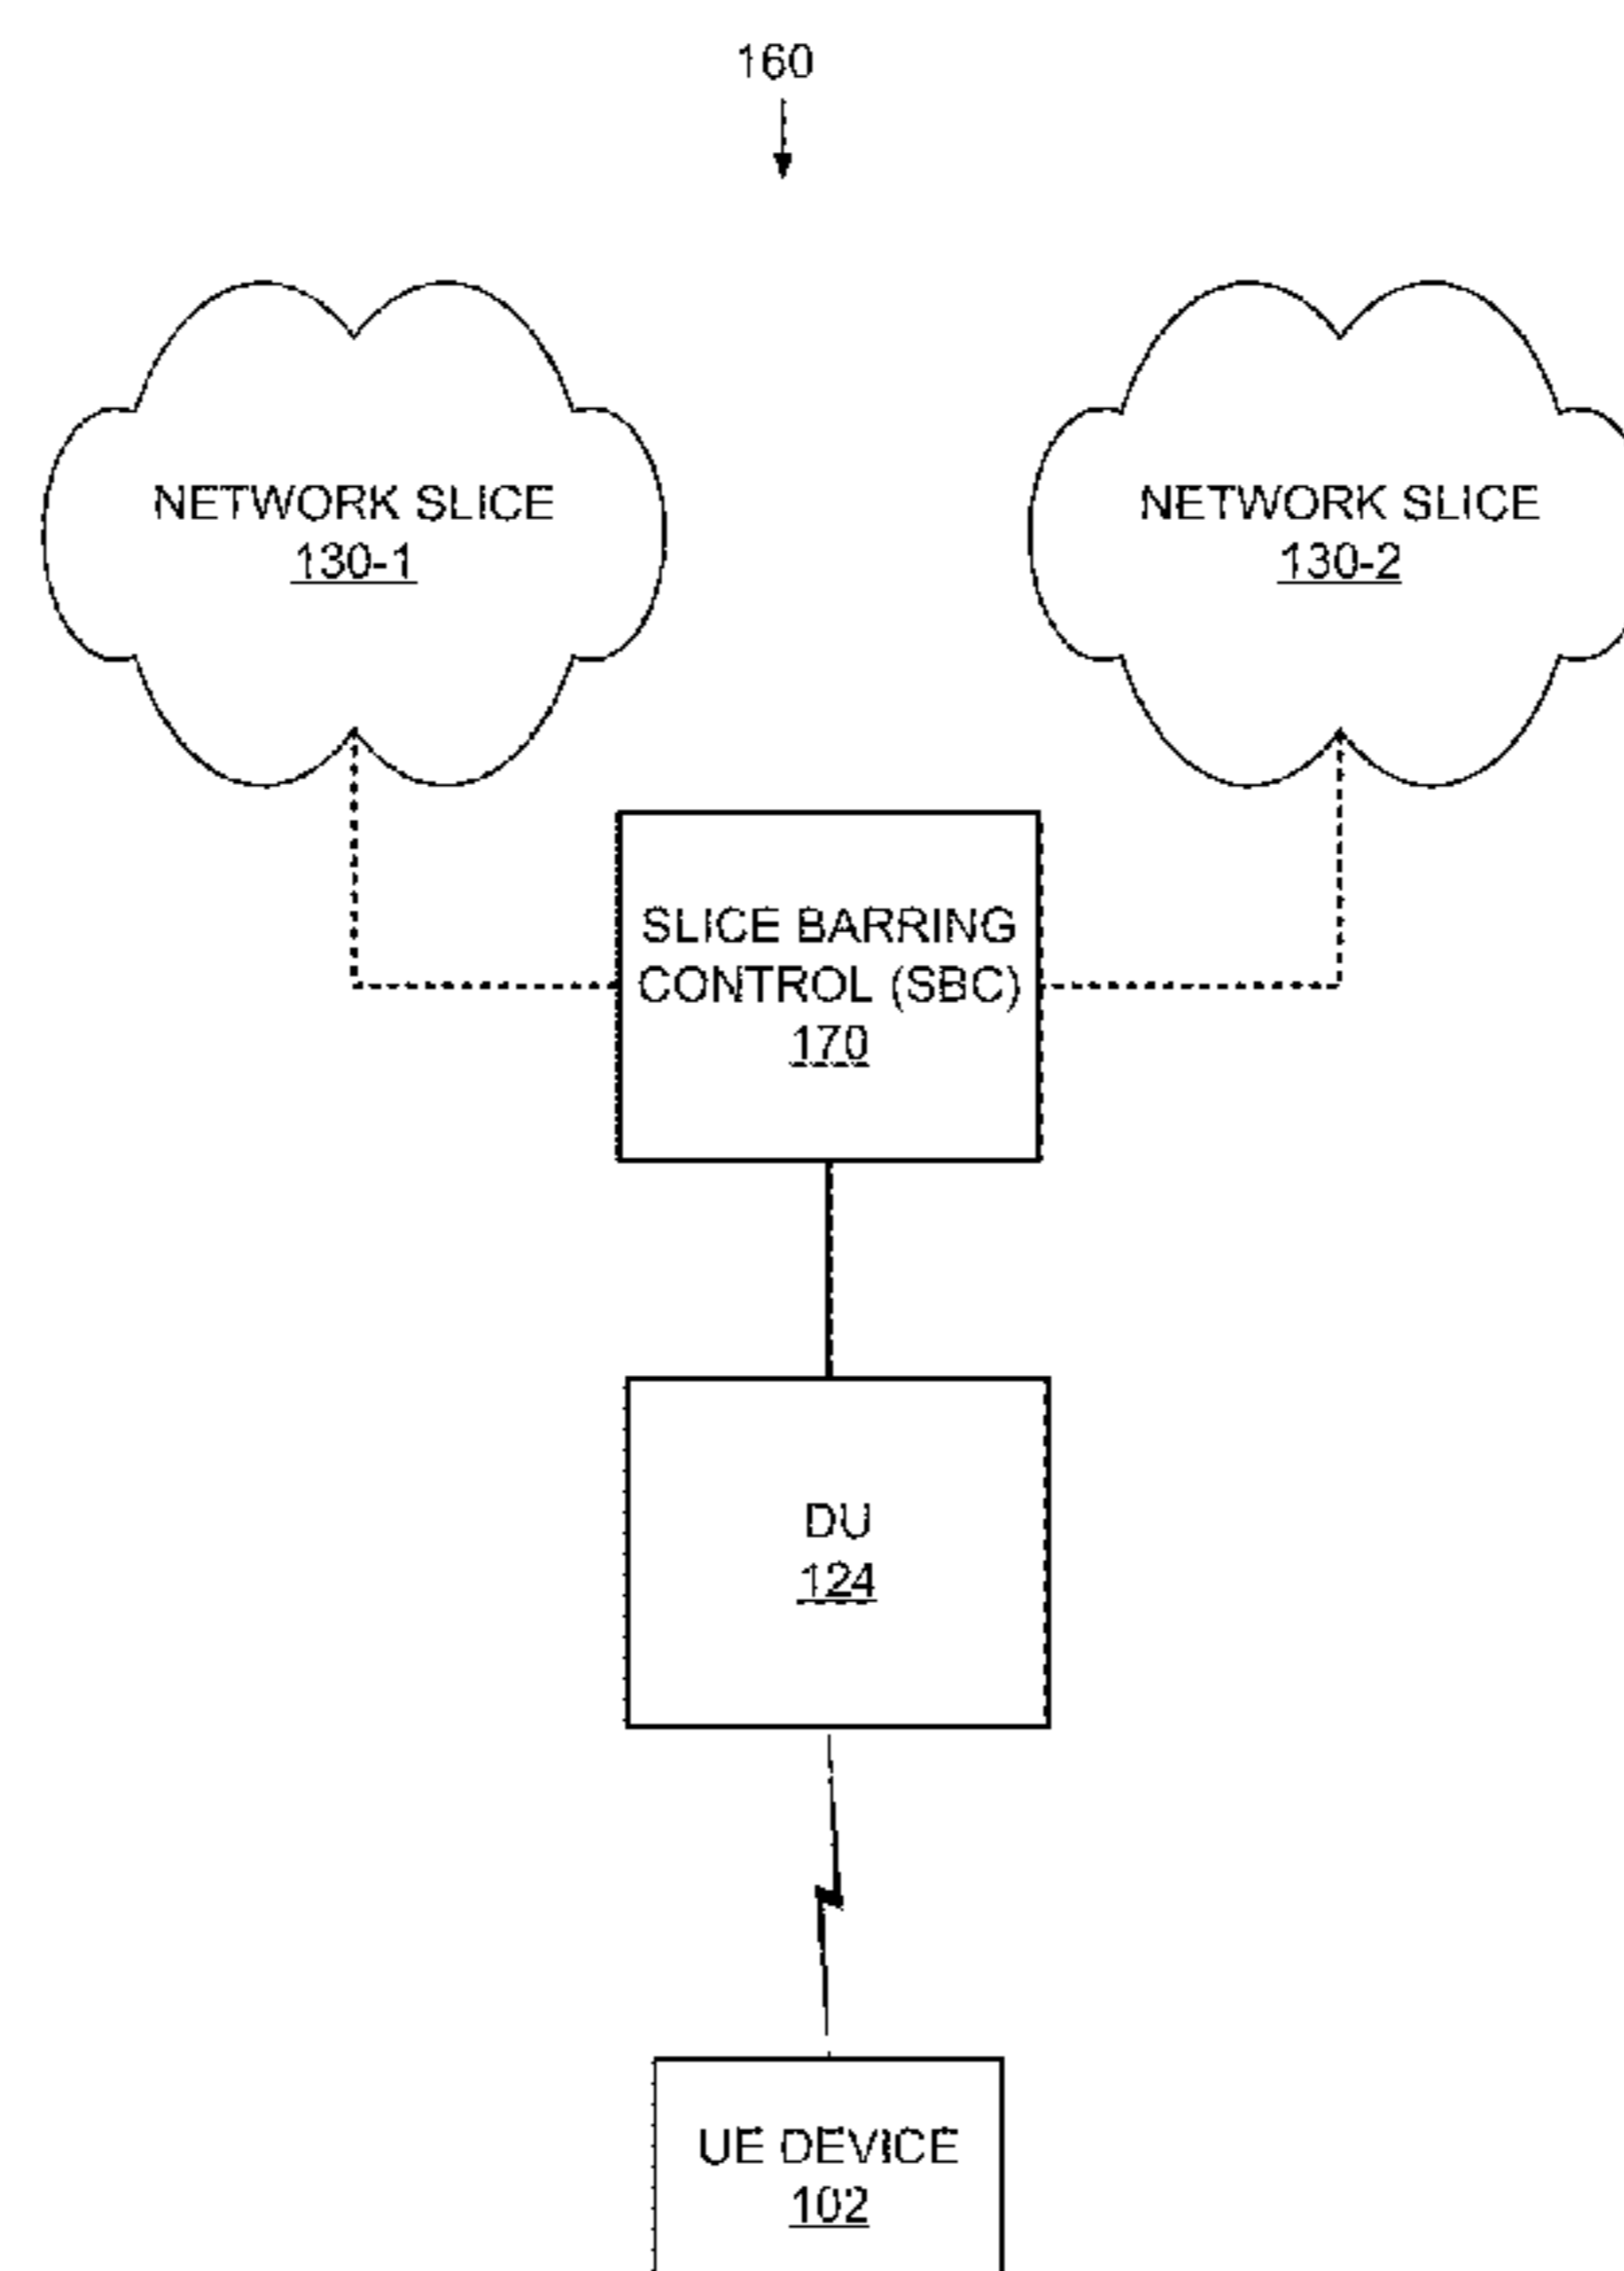 160
NETWORK SLICE
130-1
NETWORK SLICE
130-2
SLICE BARRING
CONTROL (SBC)
170
DU
124
UE DEVICE
102